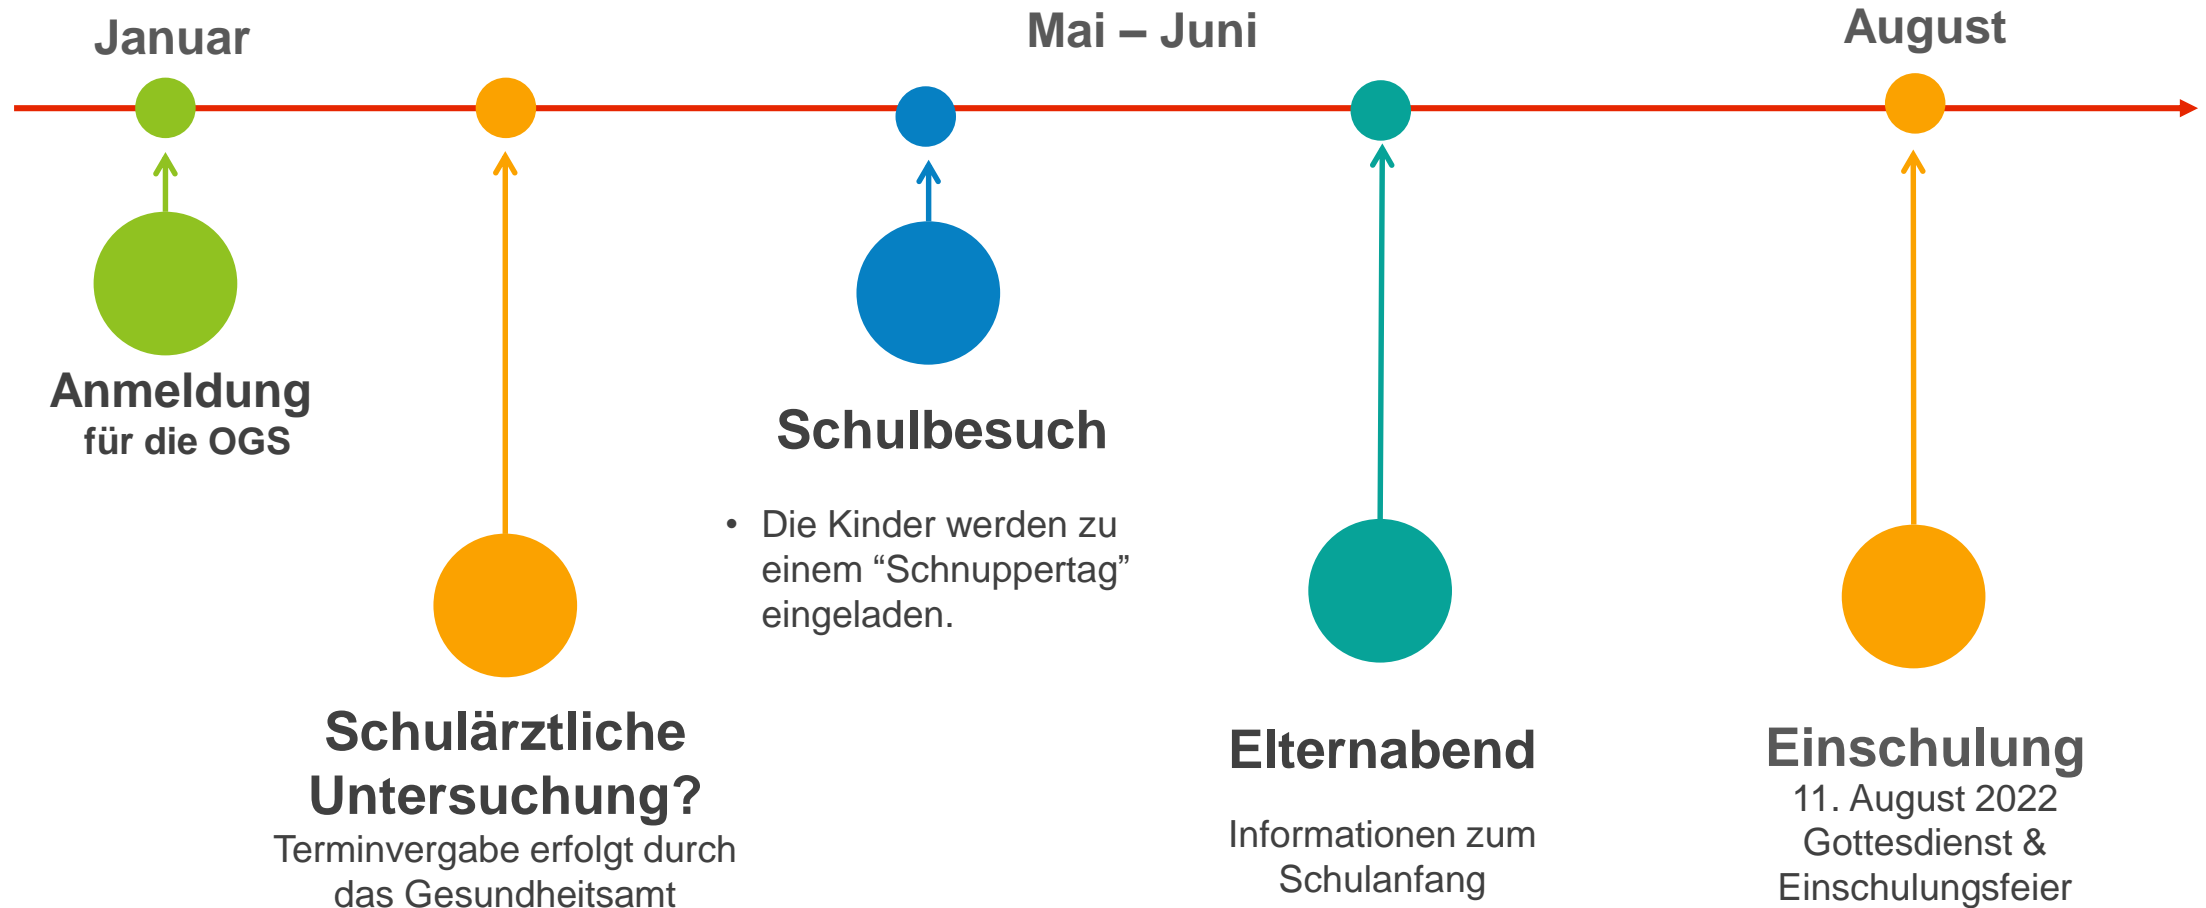 Januar
Mai – Juni
August
Anmeldung
für die OGS
Schulärztliche
Untersuchung?
Terminvergabe erfolgt durch
das Gesundheitsamt
Schulbesuch
• Die Kinder werden zu
einem “Schnuppertag”
eingeladen.
Elternabend
Informationen zum
Schulanfang
Einschulung
11. August 2022
Gottesdienst &
Einschulungsfeier